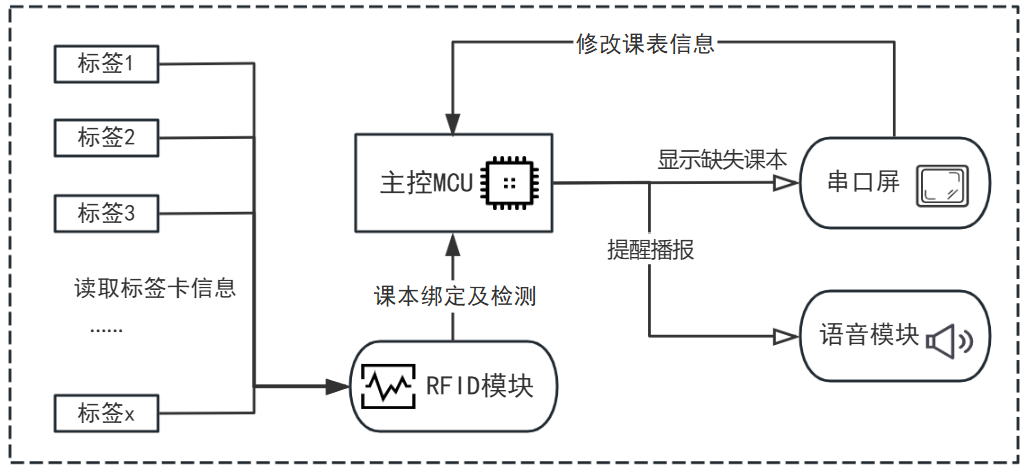 修改课表信息
标签1
标签2
标签3
读取标签卡信息
······
标签x
主控MCU
显示缺失课本
串口屏
提醒播报
课本绑定及检测
语音模块
RFID模块